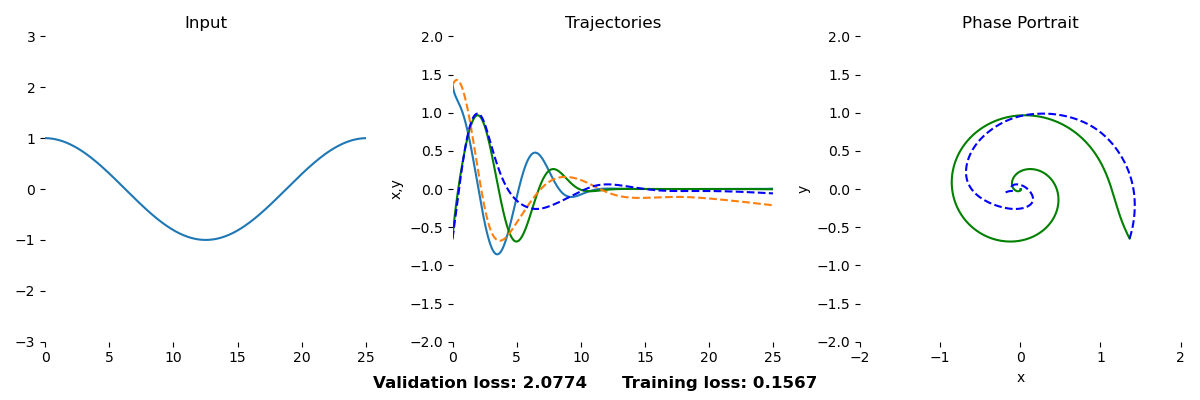 Input
3
2
1
0
−1
−2
−3
0 5 10 15 20 25
Trajectories
x,y
2.0
1.5
1.0
0.5
0.0
−0.5
−1.0
−1.5
−2.0
0 5 10 15 20 25
Phase Portrait
y
2.0
1.5
1.0
0.5
0.0
−0.5
−1.0
−1.5
−2.0
−2 −1 0 1 2
x
Validation loss: 2.0774 Training loss: 0.1567